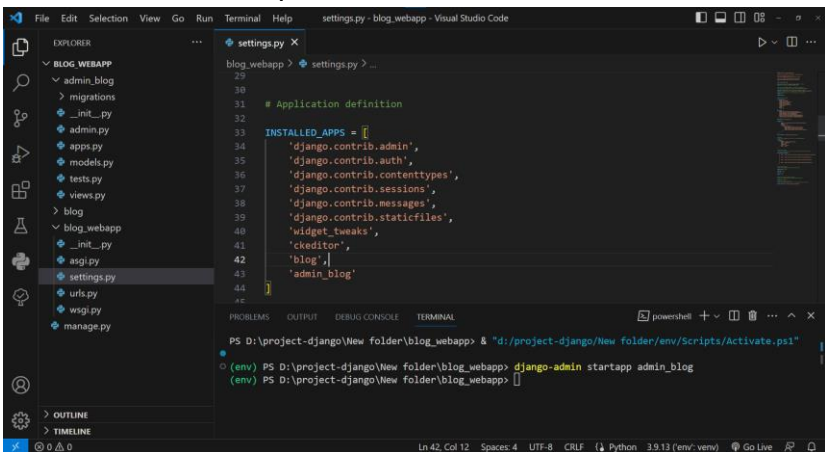 File Edit Selection View Go Run Terminal Help settings.py - blog_webapp - Visual Studio Code
EXPLORER
BLOG_WEBAPP
admin_blog
migrations
__init__.py
admin.py
apps.py
models.py
tests.py
views.py
blog
blog_webapp
__init__.py
asgi.py
settings.py
urls.py
wsgi.py
manage.py
OUTLINE
TIMELINE
settings.py
blog_webapp > settings.py > ...
29
30
31 # Application definition
32
33 INSTALLED_APPS = [
34 'django.contrib.admin',
35 'django.contrib.auth',
36 'django.contrib.contenttypes',
37 'django.contrib.sessions',
38 'django.contrib.messages',
39 'django.contrib.staticfiles',
40 'widget_tweaks',
41 'ckeditor',
42 'blog',
43 'admin_blog'
44 ]
45
PROBLEMS OUTPUT DEBUG CONSOLE TERMINAL powershell
PS D:\project-django\New folder\blog_webapp> & "d:/project-django/New folder/env/Scripts/Activate.ps1"
(env) PS D:\project-django\New folder\blog_webapp> django-admin startapp admin_blog
(env) PS D:\project-django\New folder\blog_webapp>
0 0 Ln 42, Col 12 Spaces: 4 UTF-8 CRLF Python 3.9.13 ('env': venv) Go Live